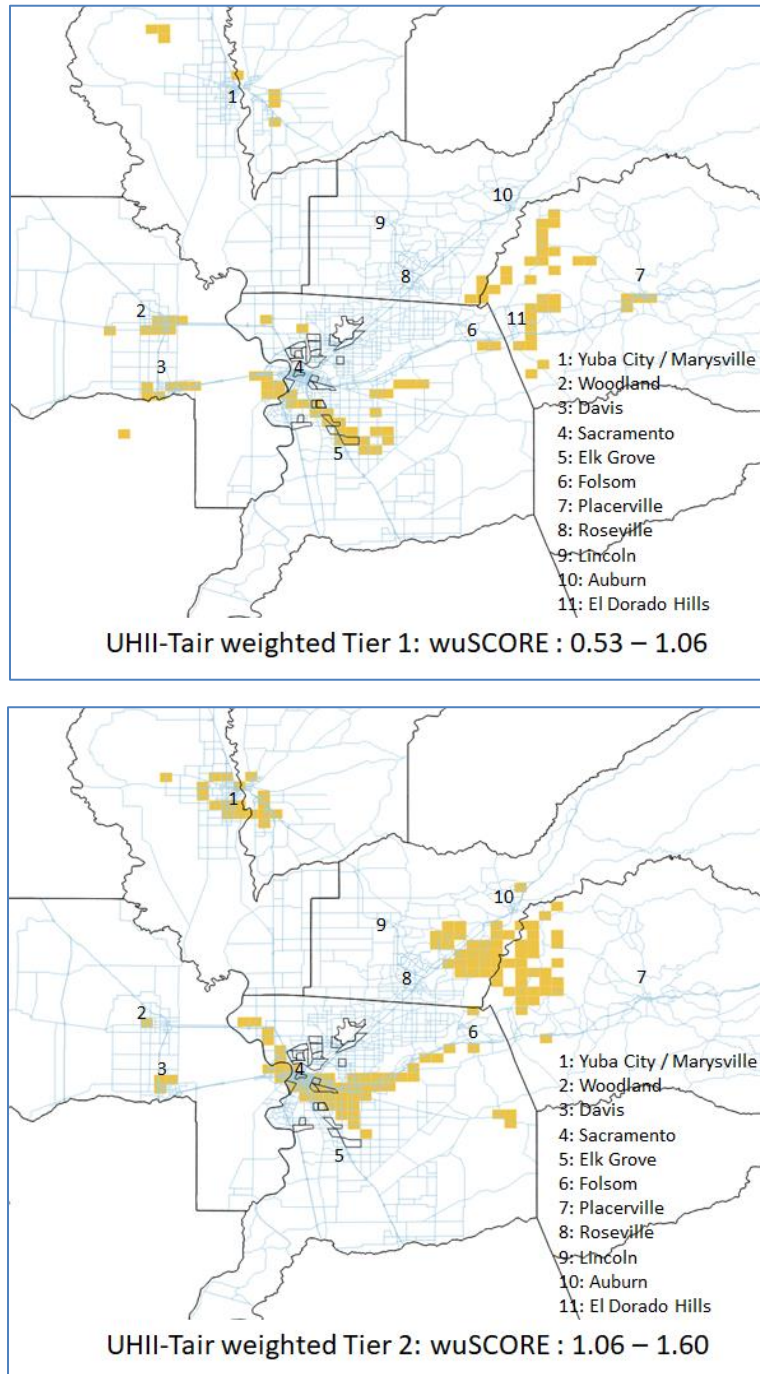 1
10
9
8
7
2
6
11
3
4
5
1: Yuba City / Marysville
2: Woodland
3: Davis
4: Sacramento
5: Elk Grove
6: Folsom
7: Placerville
8: Roseville
9: Lincoln
10: Auburn
11: El Dorado Hills
UHII-Tair weighted Tier 1: wuSCORE : 0.53 – 1.06
1
10
9
8
7
2
6
3
4
5
1: Yuba City / Marysville
2: Woodland
3: Davis
4: Sacramento
5: Elk Grove
6: Folsom
7: Placerville
8: Roseville
9: Lincoln
10: Auburn
11: El Dorado Hills
UHII-Tair weighted Tier 2: wuSCORE : 1.06 – 1.60